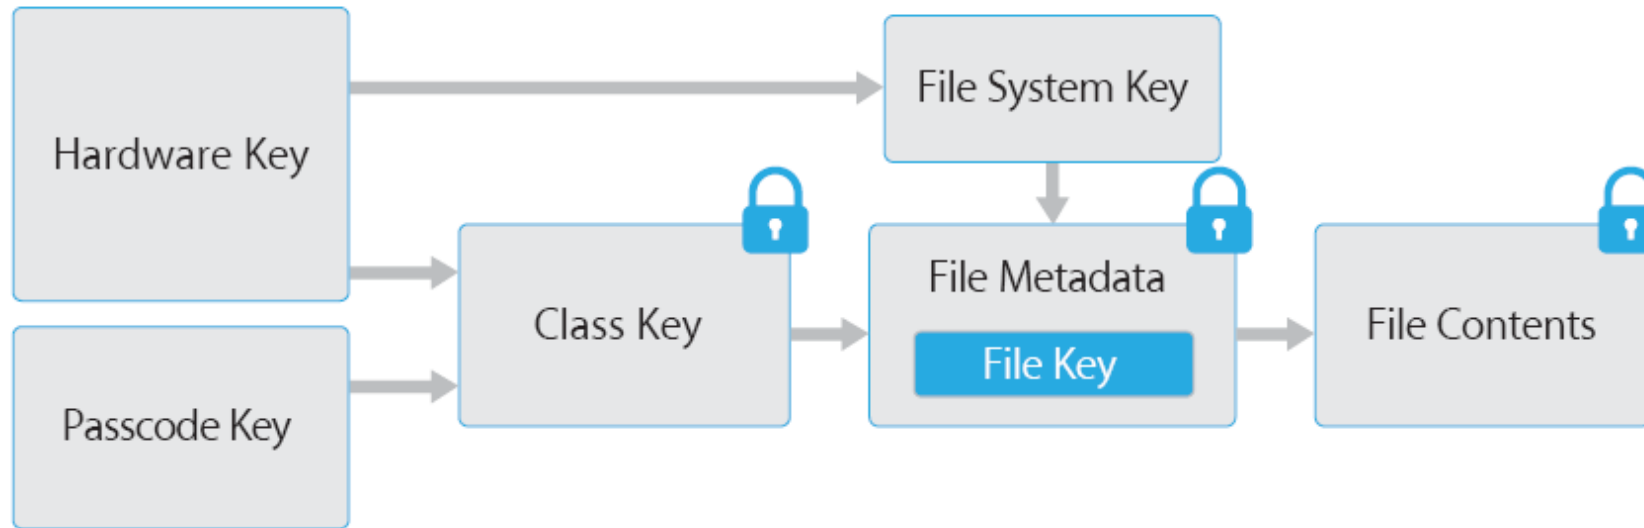 Hardware Key
File System Key
Class Key
File Metadata
File Key
File Contents
Passcode Key